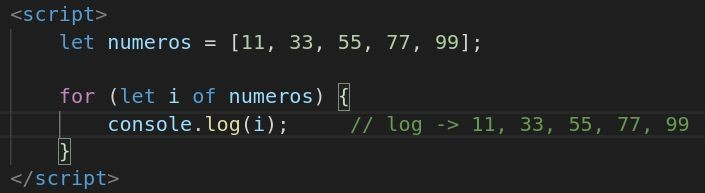 <script>
let numeros = [11, 33, 55, 77, 99];
for (let i of numeros) {
console.log(i);     // log -> 11, 33, 55, 77, 99
}
</script>